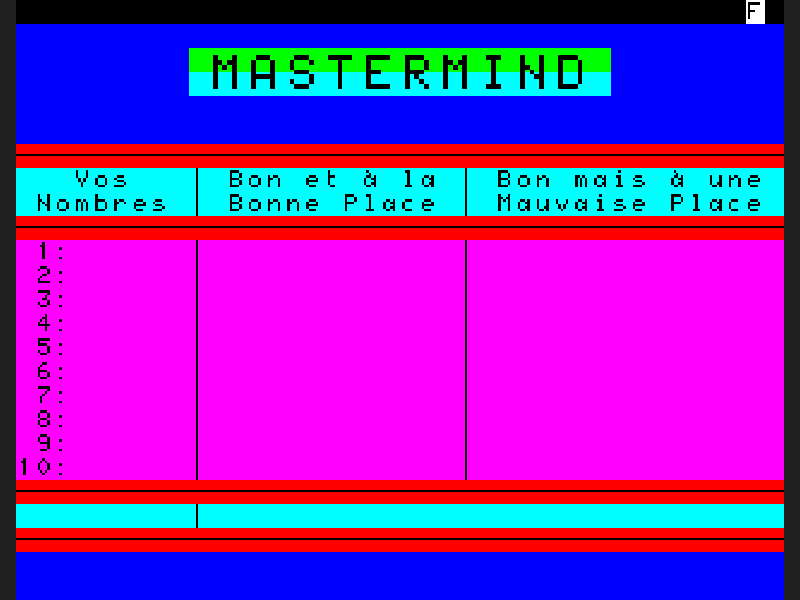 F
MASTERMIND
Vos Bon et à la Bon mais à une
Nombres Bonne Place Mauvaise Place
1:
2:
3:
4:
5:
6:
7:
8:
9:
10: